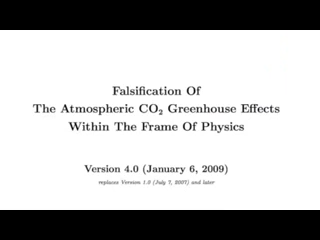 Falsification Of
The Atmospheric CO₂ Greenhouse Effects
Within The Frame Of Physics
Version 4.0 (January 6, 2009)
replaces Version 1.0 (July 7, 2007) and later